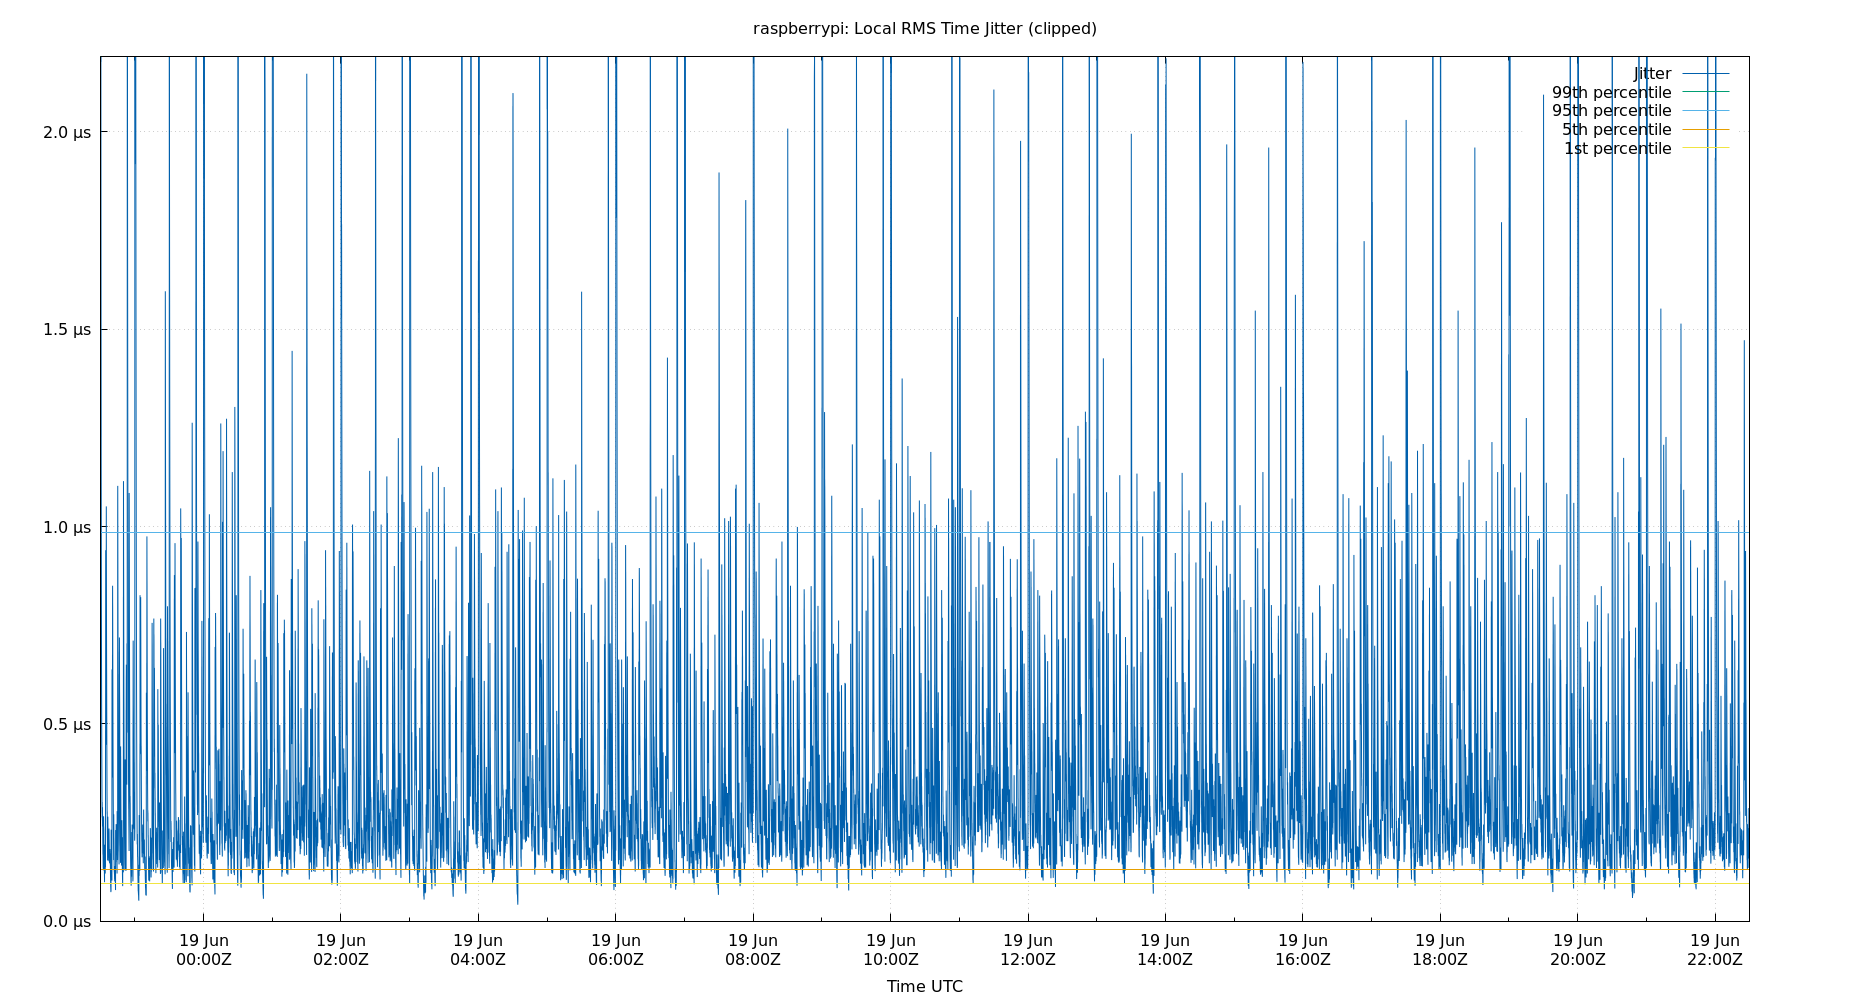 raspberrypi: Local RMS Time Jitter (clipped)
Jitter
99th percentile
95th percentile
5th percentile
1st percentile
2.0 µs
1.5 µs
1.0 µs
0.5 µs
0.0 µs
19 Jun 19 Jun 19 Jun 19 Jun 19 Jun 19 Jun 19 Jun 19 Jun 19 Jun 19 Jun 19 Jun 19 Jun
00:00Z 02:00Z 04:00Z 06:00Z 08:00Z 10:00Z 12:00Z 14:00Z 16:00Z 18:00Z 20:00Z 22:00Z
Time UTC